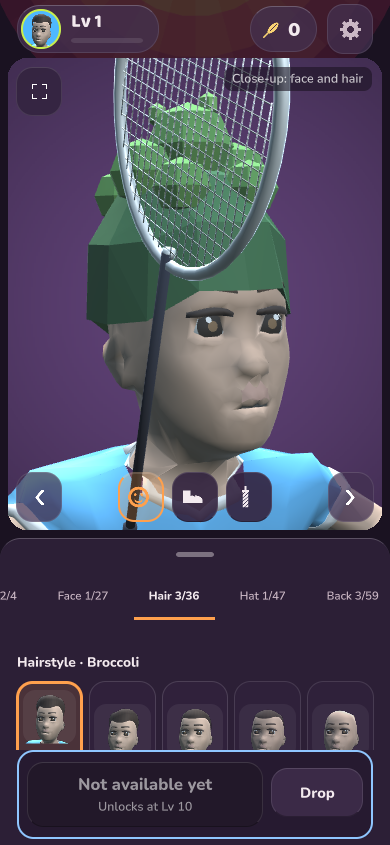 Lv 1
0
Close-up: face and hair
2/4
Face 1/27
Hair 3/36
Hat 1/47
Back 3/59
Hairstyle · Broccoli
Not available yet
Unlocks at Lv 10
Drop